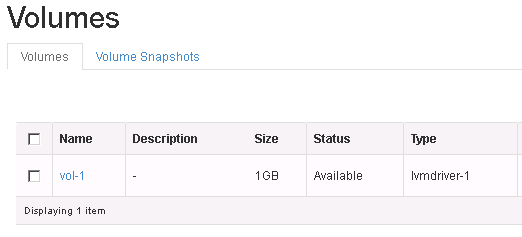 Volumes
Volumes Volume Snapshots
Name Description Size Status Type
vol-1 - 1GB Available lvmdriver-1
Displaying 1 item